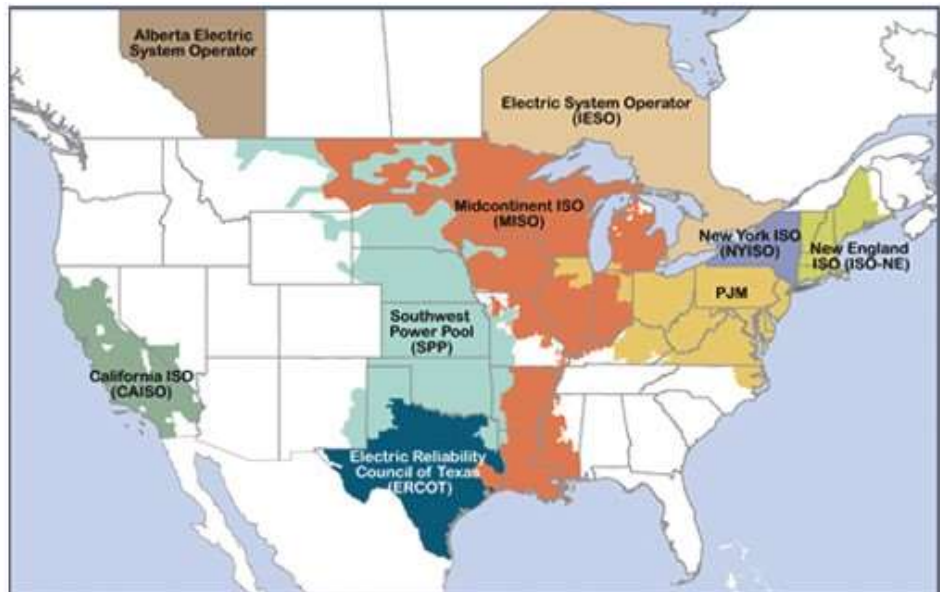 Alberta Electric
System Operator
Electric System Operator
(IESO)
Midcontinent ISO
(MISO)
New York ISO
(NYISO)
New England
ISO (ISO-NE)
PJM
Southwest
Power Pool
(SPP)
California ISO
(CAISO)
Electric Reliability
Council of Texas
(ERCOT)